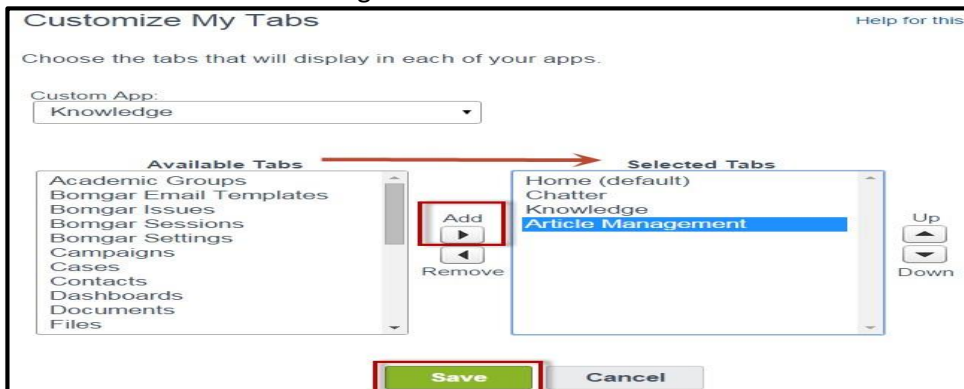 Customize My Tabs
Help for this
Choose the tabs that will display in each of your apps.
Custom App:
Knowledge
Available Tabs
Selected Tabs
Academic Groups
Bomgar Email Templates
Bomgar Issues
Bomgar Sessions
Bomgar Settings
Campaigns
Cases
Contacts
Dashboards
Documents
Files
Add
Remove
Home (default)
Chatter
Knowledge
Article Management
Up
Down
Save
Cancel